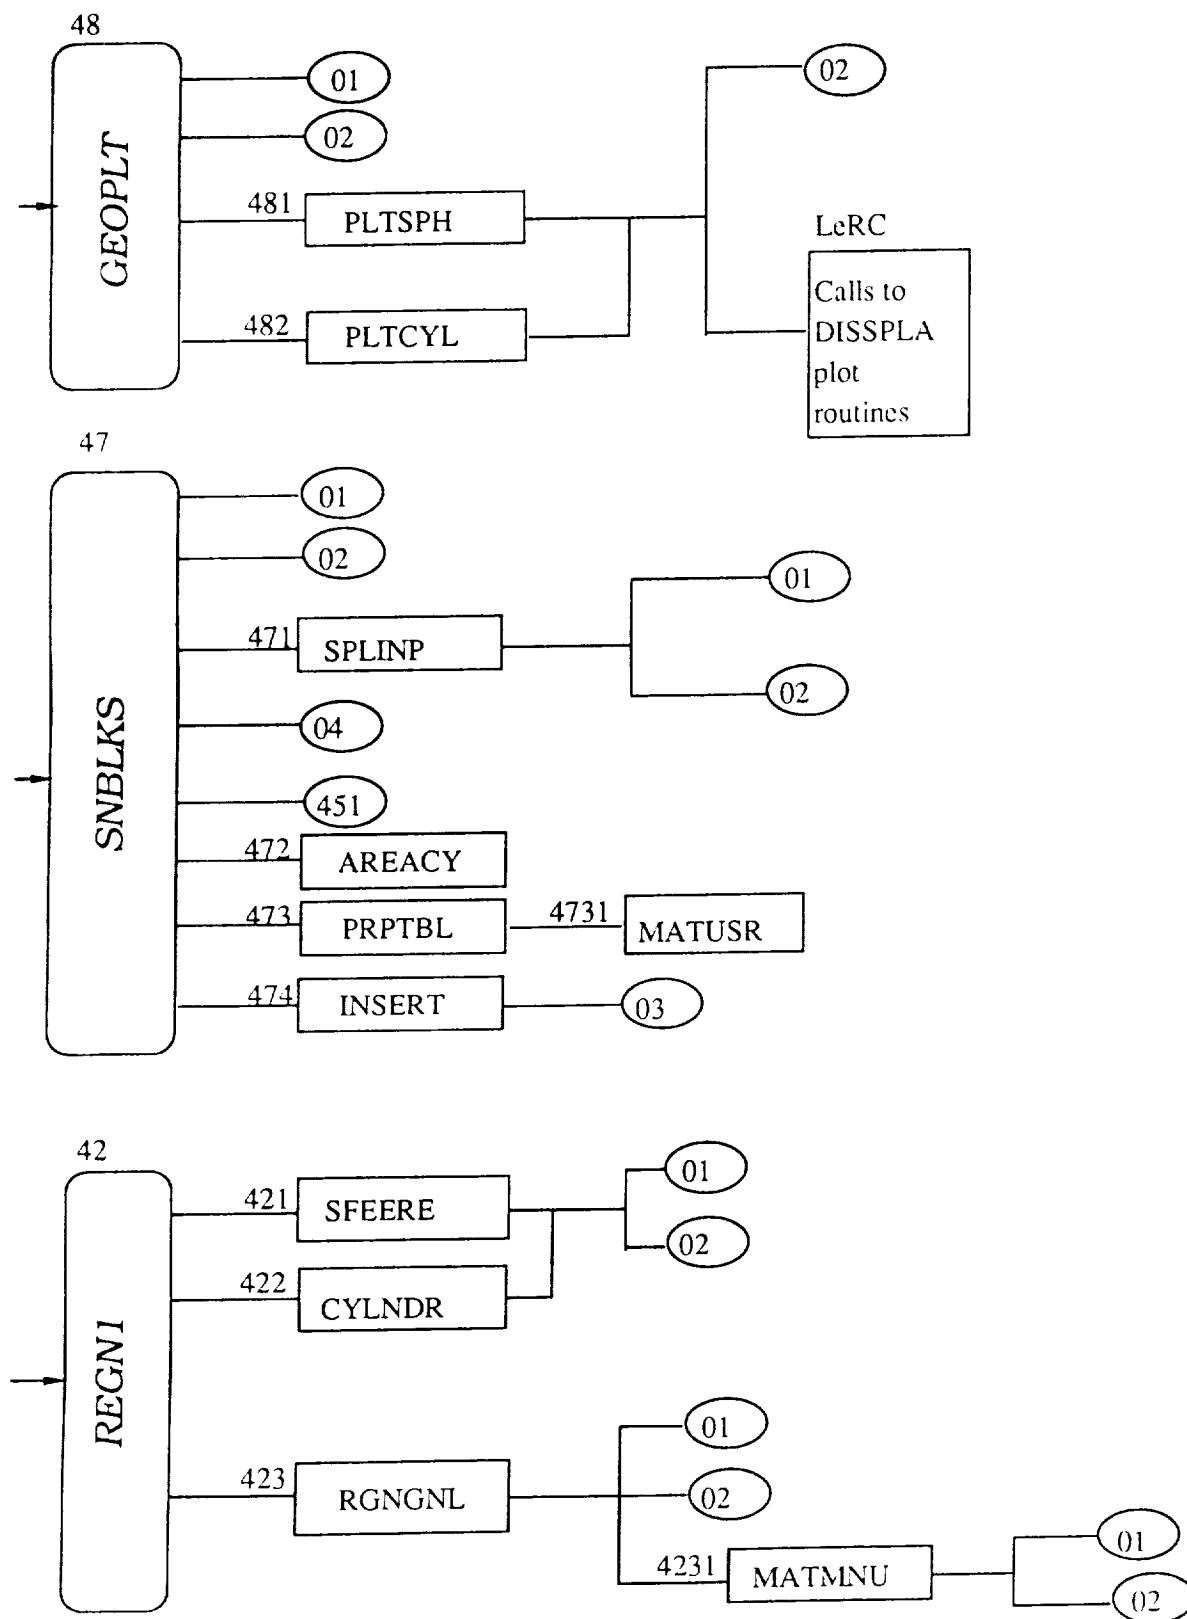 48
GEOPLT
01
02
481
PLTSPH
482
PLTCYL
02
LeRC
Calls to
DISSPLA
plot
routines
47
SNBLKS
01
02
471
SPLINP
01
02
04
451
472
AREACY
473
PRPTBL
4731
MATUSR
474
INSERT
03
42
REGN1
421
SFEERE
01
02
422
CYLNDR
423
RGNGNL
01
02
4231
MATMNU
01
02